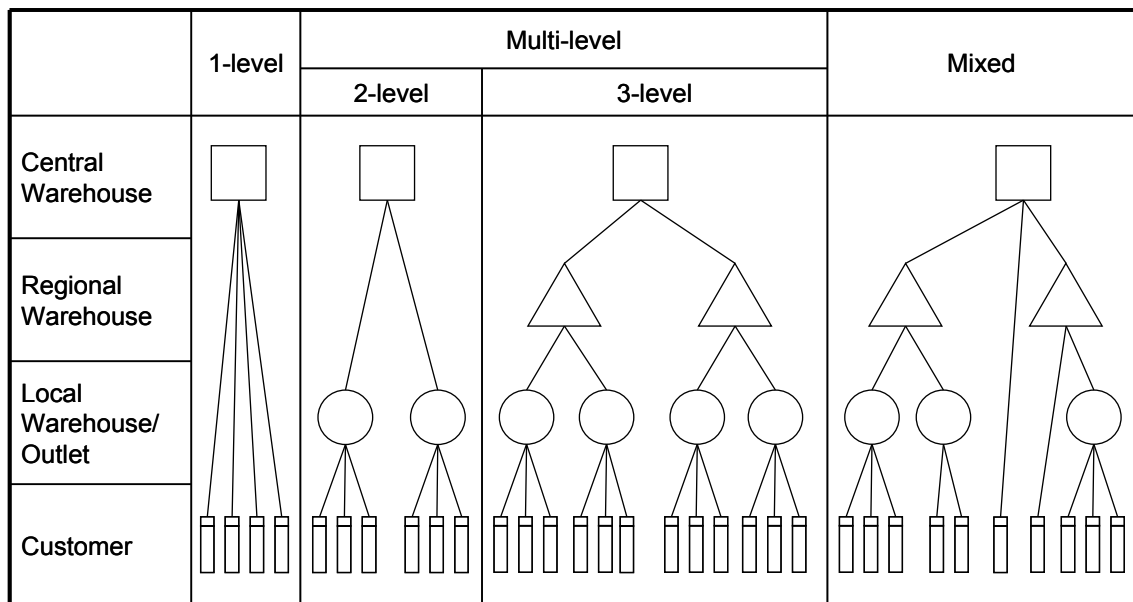 Multi-level
1-level
Mixed
2-level
3-level
Central
Warehouse
Regional
Warehouse
Local
Warehouse/
Outlet
Customer